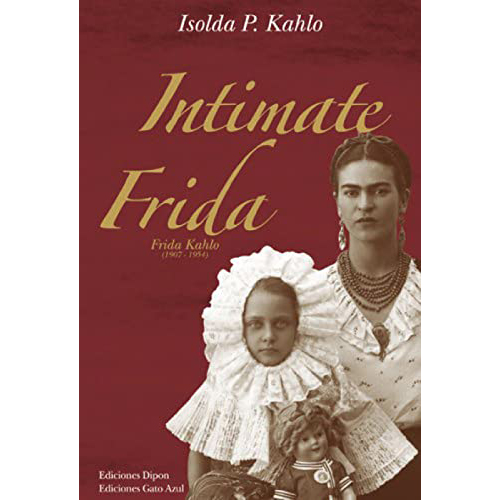 Isolda P. Kahlo
Intimate
Frida
Frida Kahlo
(1907 - 1954)
Ediciones Dipon
Ediciones Gato Azul